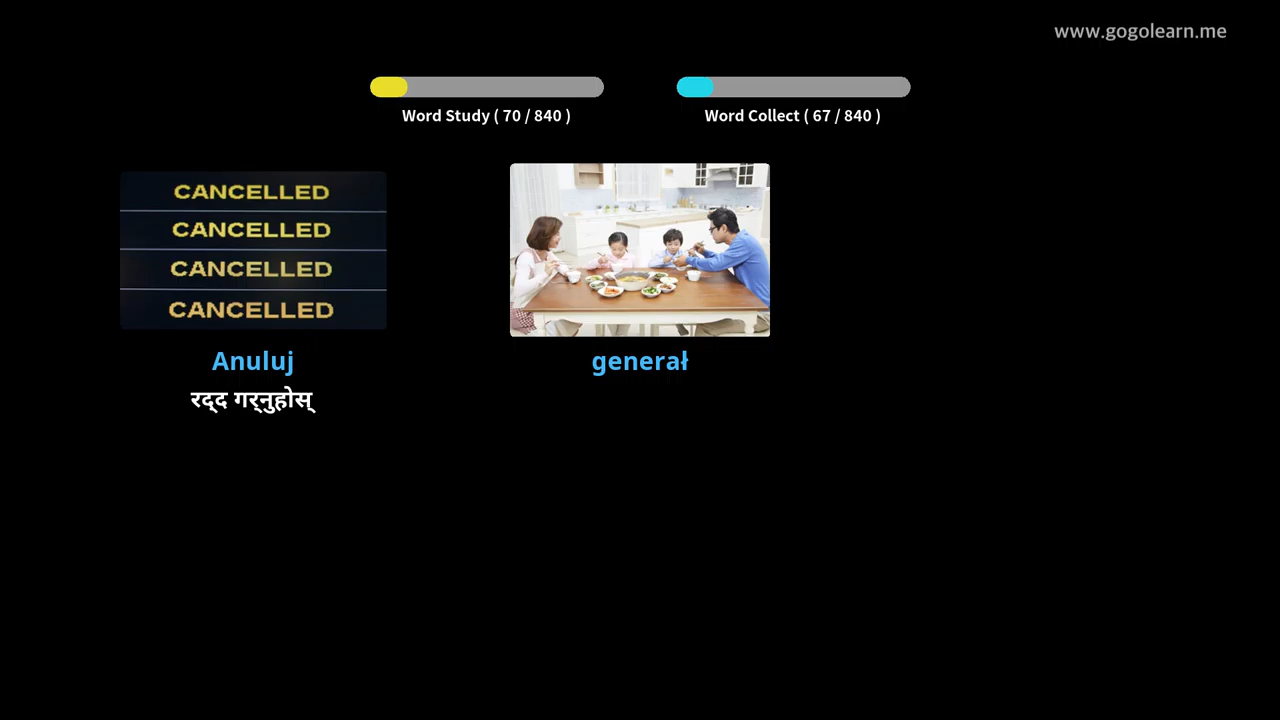 www.gogolearn.me
Word Study ( 70 / 840 )
Word Collect ( 67 / 840 )
CANCELLED
CANCELLED
CANCELLED
CANCELLED
Anuluj
generał
रद्द गर्नुहोस्